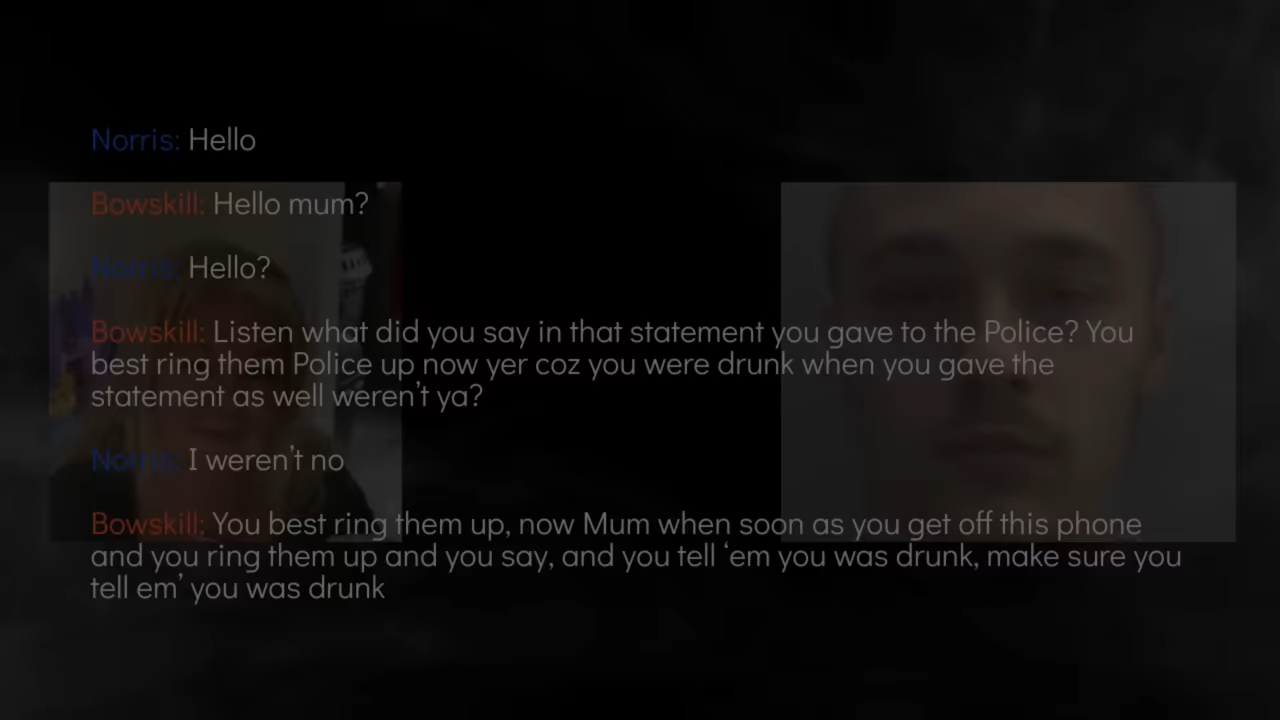 Norris: Hello
Bowskill: Hello mum?
Norris: Hello?
Bowskill: Listen what did you say in that statement you gave to the Police? You
best ring them Police up now yer coz you were drunk when you gave the
statement as well weren't ya?
Norris: I weren't no
Bowskill: You best ring them up, now Mum when soon as you get off this phone
and you ring them up and you say, and you tell ‘em you was drunk, make sure you
tell em’ you was drunk